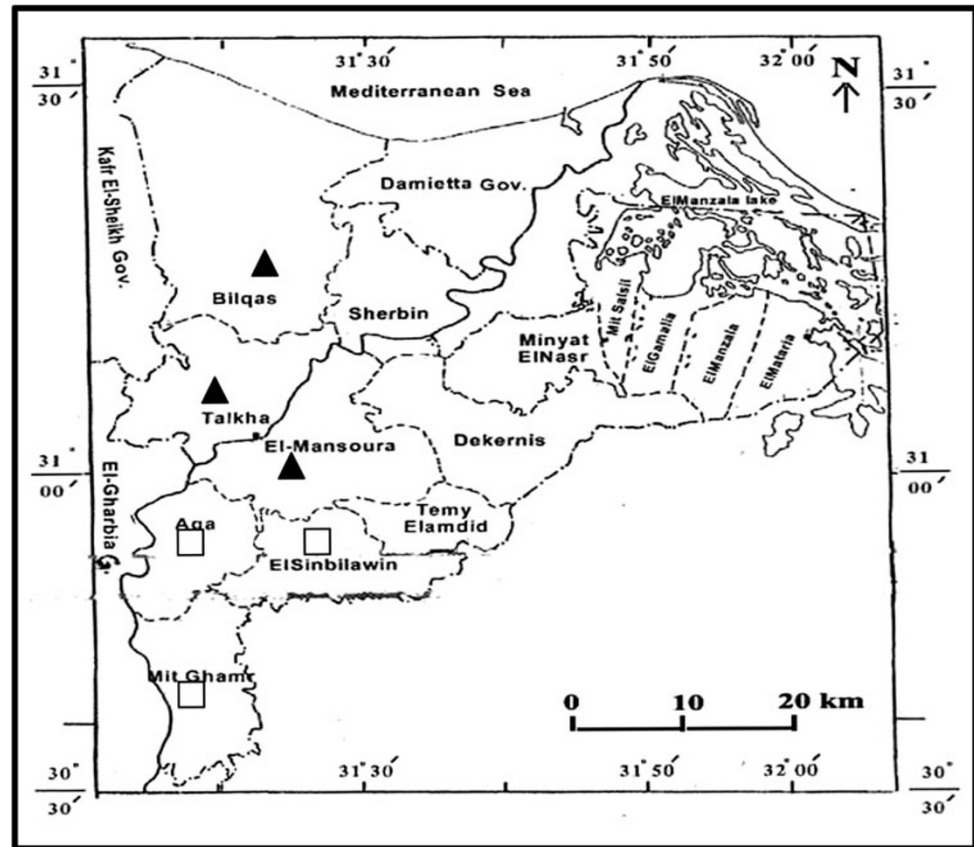 31° 30′
31° 50′
32° 00′
N
31° 30′
31° 30′
Mediterranean Sea
Kafr El-Sheikh Gov.
Damietta Gov.
ElManzala lake
Bilqas
Sherbin
Mit Salsil
ElGamalia
ElManzala
ElMataria
Minyat
ElNasr
Talkha
El-Mansoura
Dekernis
31° 00′
31° 00′
El-Gharbia G.
Aga
Temy
Elamdid
ElSinbilawin
Mit Ghamr
0 10 20 km
31° 30′
31° 50′
32° 00′
30° 30′
30° 30′